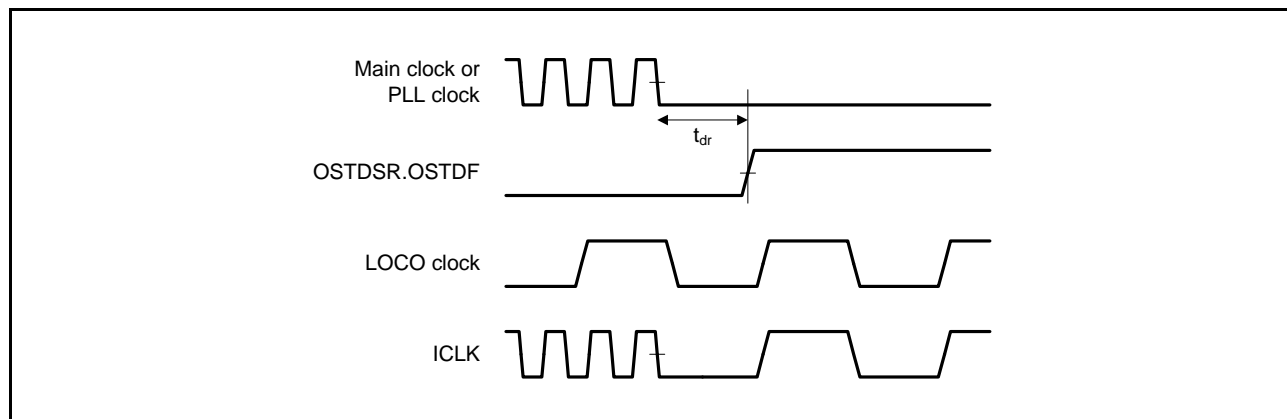 Main clock or
PLL clock
tdr
OSTDSR.OSTDF
LOCO clock
ICLK